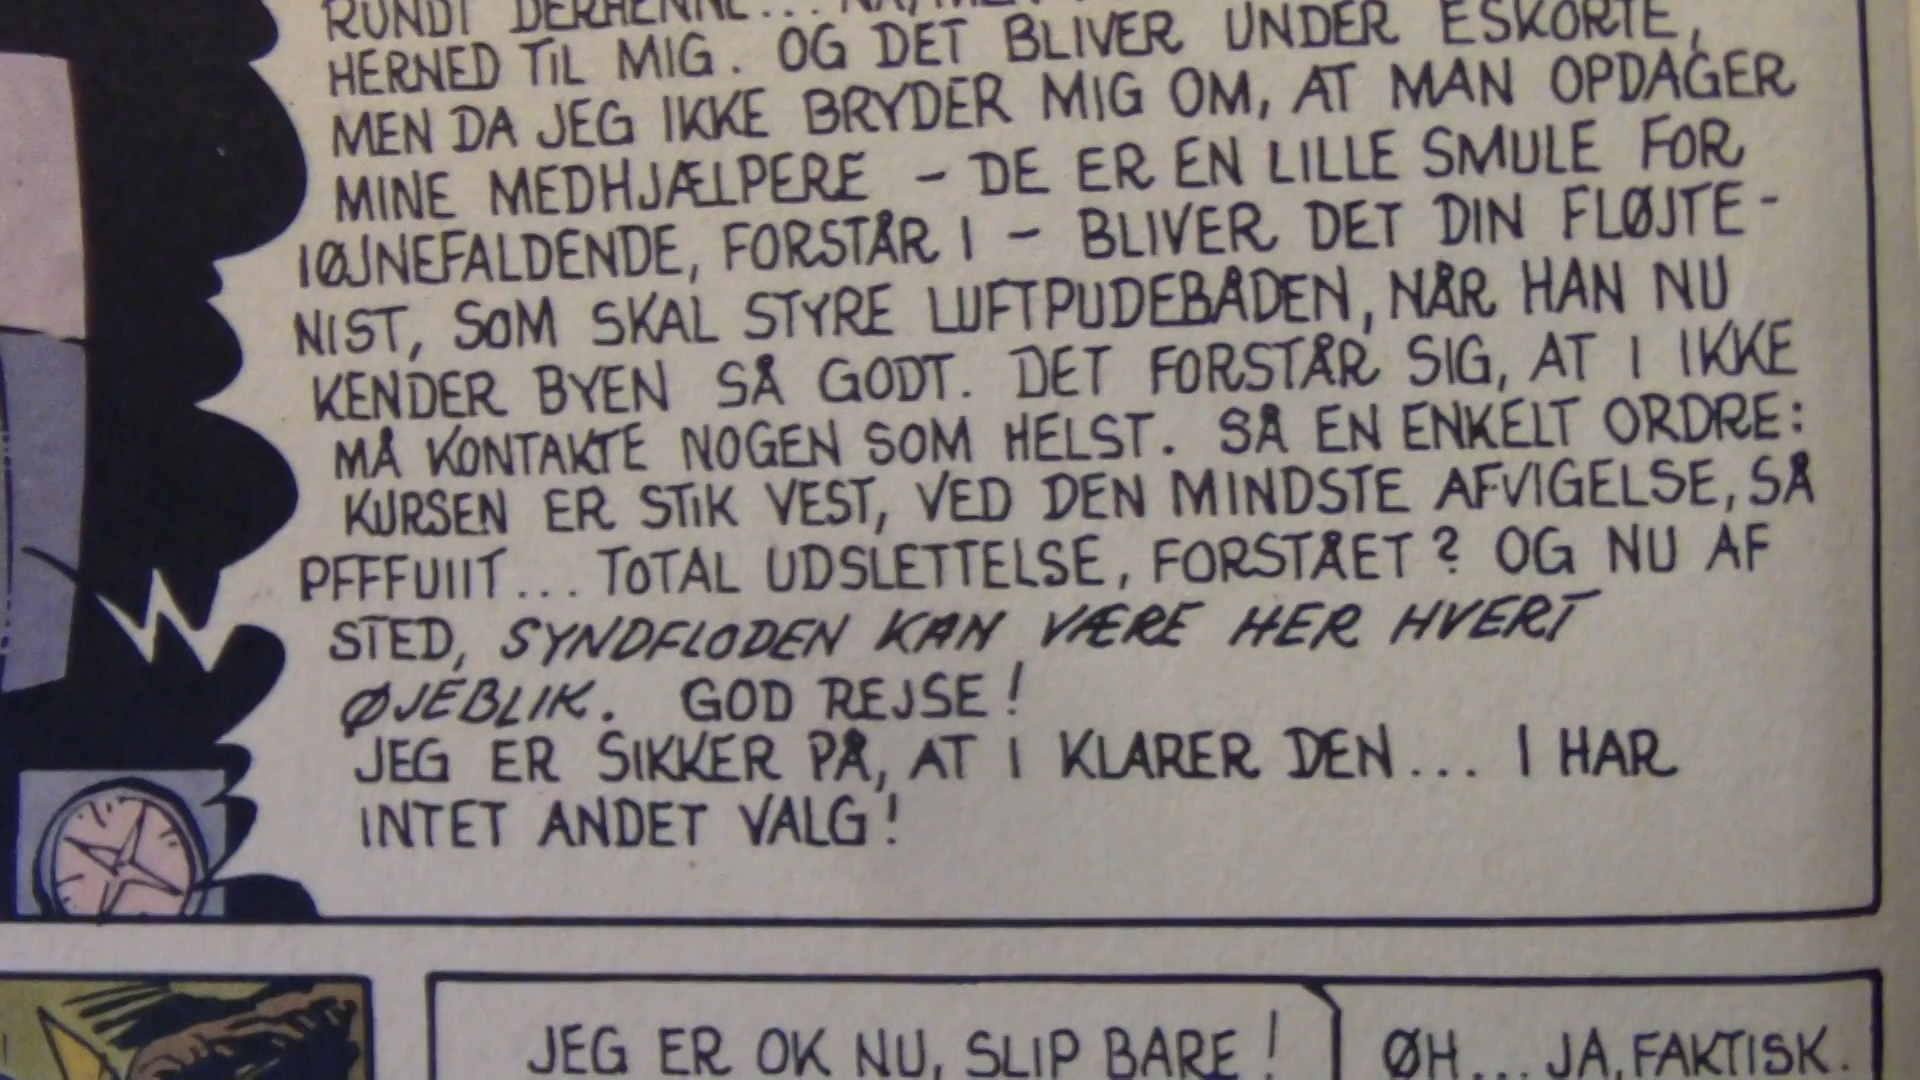 RUNDT DERHENNE...
HERNED TIL MIG. OG DET BLIVER UNDER ESKORTE,
MEN DA JEG IKKE BRYDER MIG OM, AT MAN OPDAGER
MINE MEDHJÆLPERE - DE ER EN LILLE SMULE FOR
IØJNEFALDENDE, FORSTÅR I - BLIVER DET DIN FLØJTE-
NIST, SOM SKAL STYRE LUFTPUDEBÅDEN, NÅR HAN NU
KENDER BYEN SÅ GODT. DET FORSTÅR SIG, AT I IKKE
MÅ KONTAKTE NOGEN SOM HELST. SÅ EN ENKELT ORDRE:
KURSEN ER STIK VEST, VED DEN MINDSTE AFVIGELSE, SÅ
PFFFUIIT... TOTAL UDSLETTELSE, FORSTÅET? OG NU AF
STED, SYNDFLODEN KAN VÆRE HER HVERT
ØJEBLIK. GOD REJSE!
JEG ER SIKKER PÅ, AT I KLARER DEN... I HAR
INTET ANDET VALG!
JEG ER OK NU, SLIP BARE!
ØH... JA, FAKTISK.